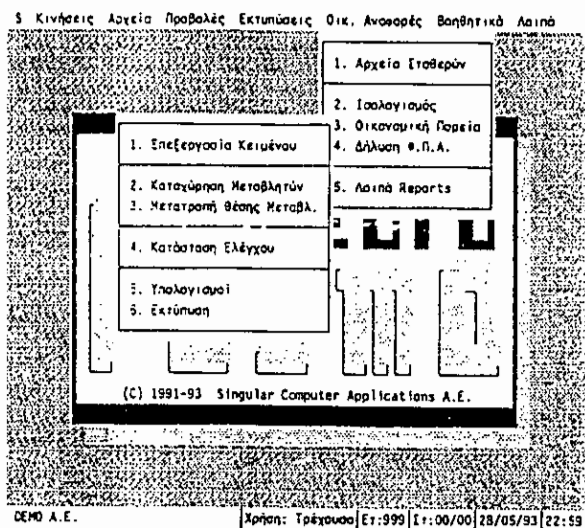 S Κινήσεις Αρχεία Προβολές Εκτυπώσεις Οικ. Αναφορές Βοηθητικά Λοιπά
1. Αρχεία Σταθερών
2. Ισολογισμός
3. Οικονομική Πορεία
4. Δήλωση Φ.Π.Α.
5. Λοιπά Reports
1. Επεξεργασία Κειμένου
2. Καταχώρηση Μεταβλητών
3. Μετατροπή θέσης Μεταβλ.
4. Κατάσταση Ελέγχου
5. Υπολογισμοί
6. Εκτύπωση
(C) 1991-93 Singular Computer Applications A.E.
DEMO A.E. Χρήση: Τρέχουσα Ετ:999 Στ:00/00 28/05/93 22:59